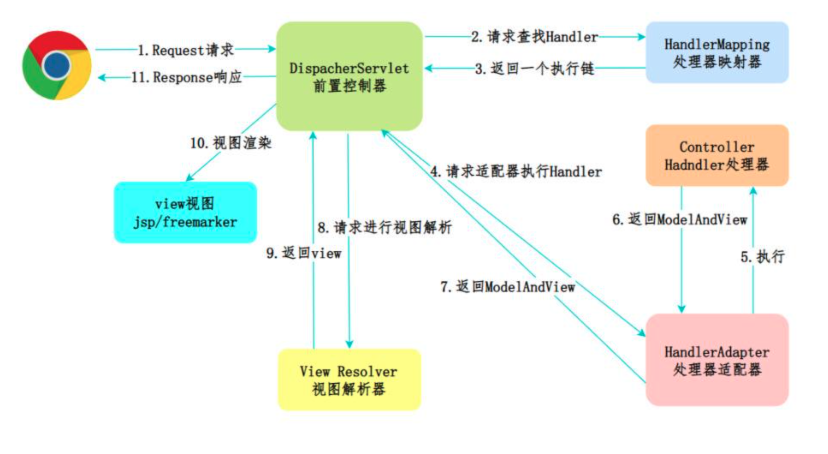 1.Request请求
11.Response响应
DispacherServlet
前置控制器
2.请求查找Handler
3.返回一个执行链
HandlerMapping
处理器映射器
10.视图渲染
4.请求适配器执行Handler
Controller
Hadndler处理器
view视图
jsp/freemarker
8.请求进行视图解析
9.返回view
6.返回ModelAndView
5.执行
7.返回ModelAndView
View Resolver
视图解析器
HandlerAdapter
处理器适配器